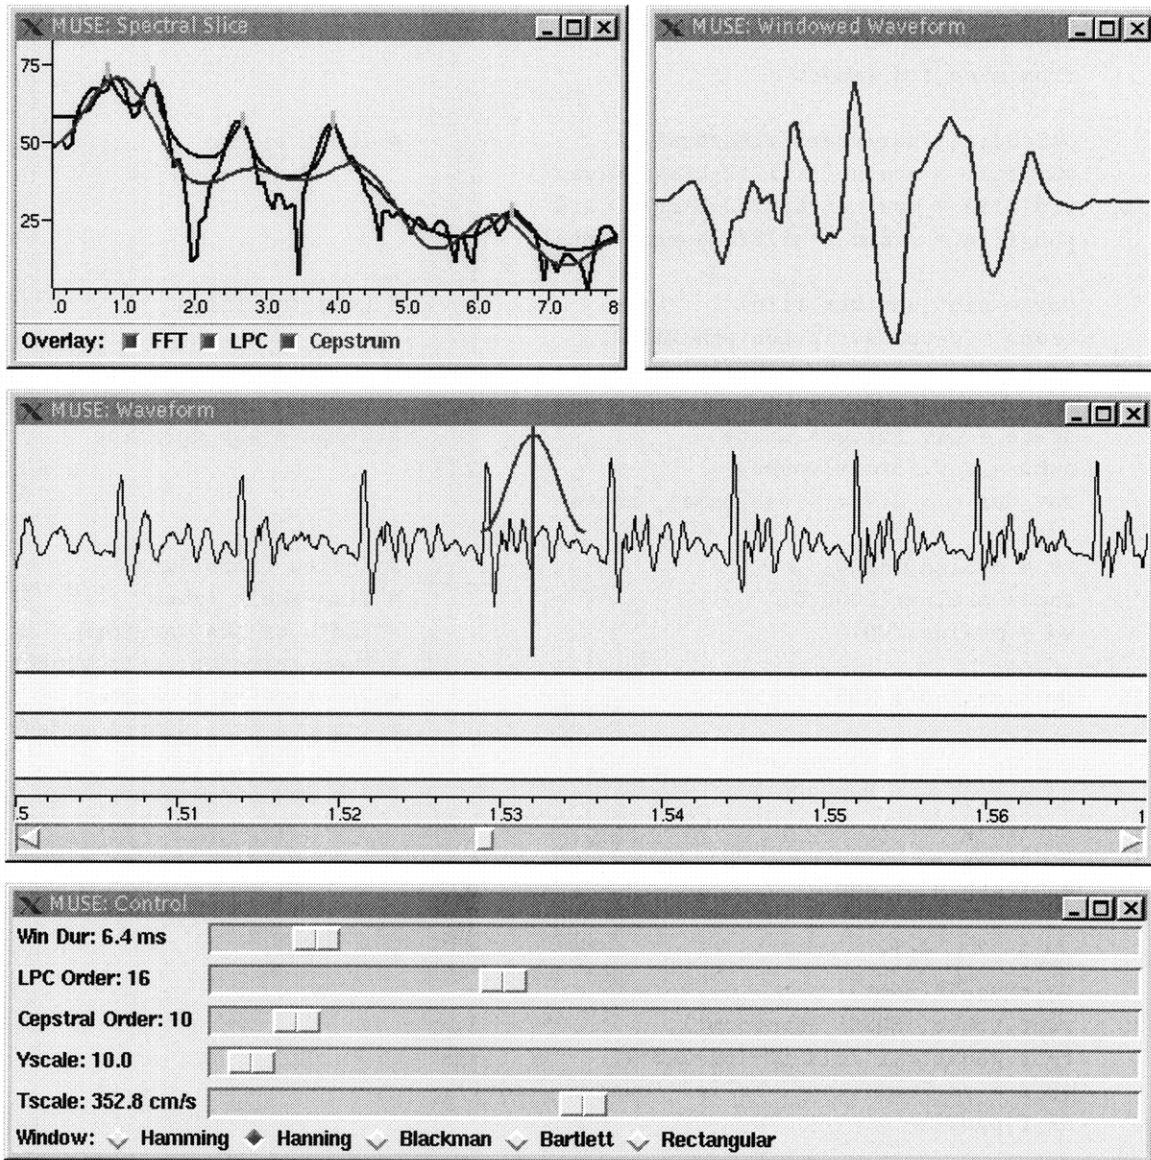 MUSE: Spectral Slice
75
50
25
.0 1.0 2.0 3.0 4.0 5.0 6.0 7.0 8
Overlay: FFT LPC Cepstrum
MUSE: Windowed Waveform
MUSE: Waveform
.5 1.51 1.52 1.53 1.54 1.55 1.56 1
MUSE: Control
Win Dur: 6.4 ms
LPC Order: 16
Cepstral Order: 10
Yscale: 10.0
Tscale: 352.8 cm/s
Window: Hamming Hanning Blackman Bartlett Rectangular